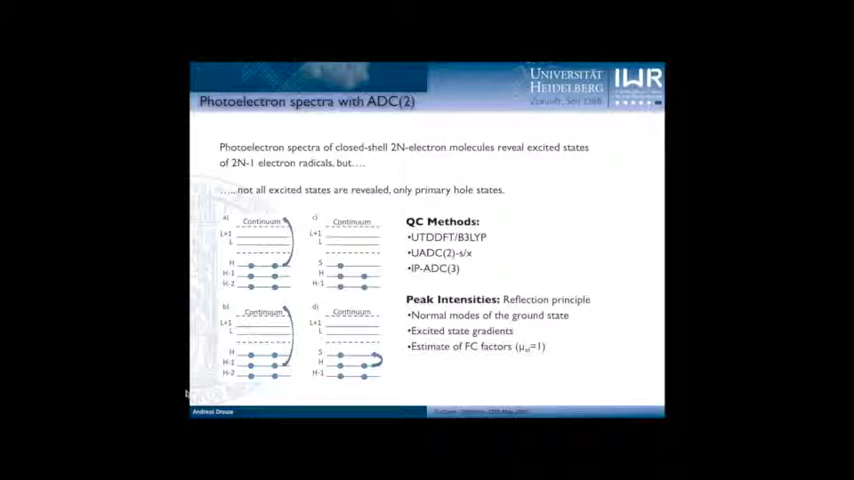 UNIVERSITÄT
HEIDELBERG
IWR
Photoelectron spectra with ADC(2)
Photoelectron spectra of closed-shell 2N-electron molecules reveal excited states
of 2N-1 electron radicals, but….
…..not all excited states are revealed, only primary hole states.
a)
Continuum
L+1
L
H
H-1
H-2
c)
Continuum
L+1
L
S
H
H-1
b)
Continuum
L+1
L
H
H-1
H-2
d)
Continuum
L+1
L
S
H
H-1
QC Methods:
•UTDDFT/B3LYP
•UADC(2)-s/x
•IP-ADC(3)
Peak Intensities: Reflection principle
•Normal modes of the ground state
•Excited state gradients
•Estimate of FC factors (μel=1)
Andreas Dreuw